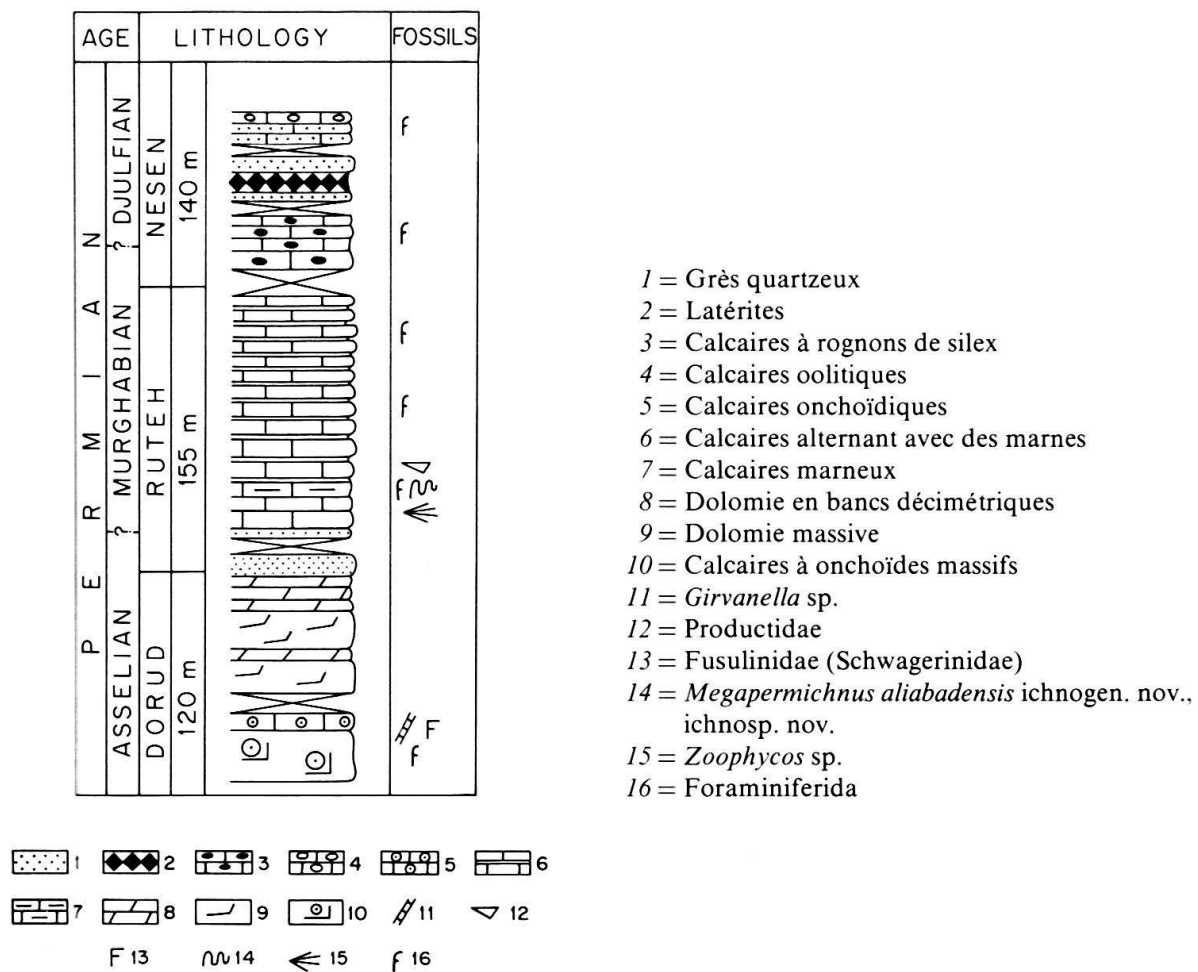 AGE LITHOLOGY FOSSILS
PERMIAN
ASSELIAN ? MURGHABIAN ? DJULFIAN
DORUD RUTEH NESEN
120 m 155 m 140 m
f
f
f
f
f
F
f
1 2 3 4 5 6
7 8 9 10 11 12
F 13 14 15 f 16
1 = Grès quartzeux
2 = Latérites
3 = Calcaires à rognons de silex
4 = Calcaires oolitiques
5 = Calcaires onchoïdiques
6 = Calcaires alternant avec des marnes
7 = Calcaires marneux
8 = Dolomie en bancs décimétriques
9 = Dolomie massive
10 = Calcaires à onchoïdes massifs
11 = Girvanella sp.
12 = Productidae
13 = Fusulinidae (Schwagerinidae)
14 = Megapermichnus aliabadensis ichnogen. nov.,
ichnosp. nov.
15 = Zoophycos sp.
16 = Foraminiferida